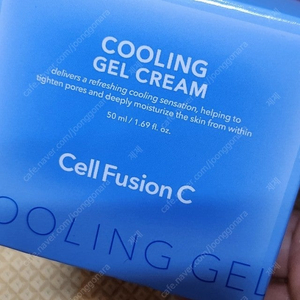 COOLING
GEL CREAM
delivers a refreshing cooling sensation, helping to
tighten pores and deeply moisturize the skin from within
50 ml / 1.69 fl. oz.
Cell Fusion C
OOLING GEL